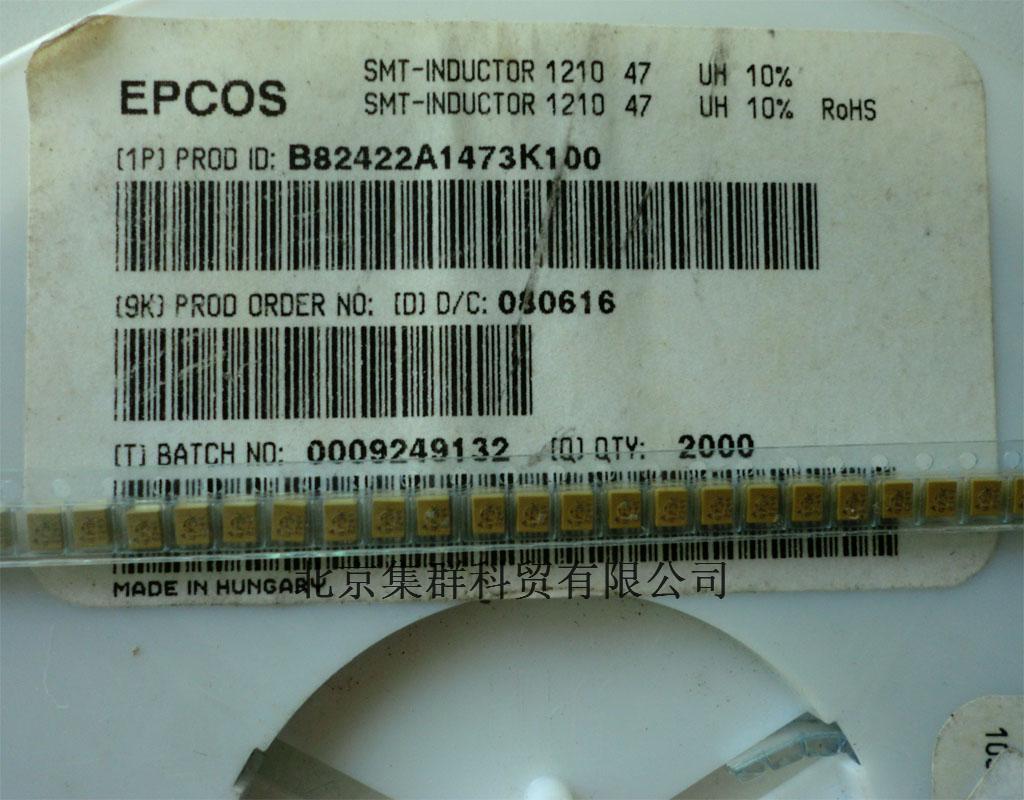 EPCOS
SMT-INDUCTOR 1210 47 UH 10%
SMT-INDUCTOR 1210 47 UH 10% RoHS
[1P] PROD ID: B82422A1473K100
[9K] PROD ORDER NO: [D] D/C: 080616
[T] BATCH NO: 0009249132 [Q] QTY: 2000
MADE IN HUNGARY
北京集群科贸有限公司